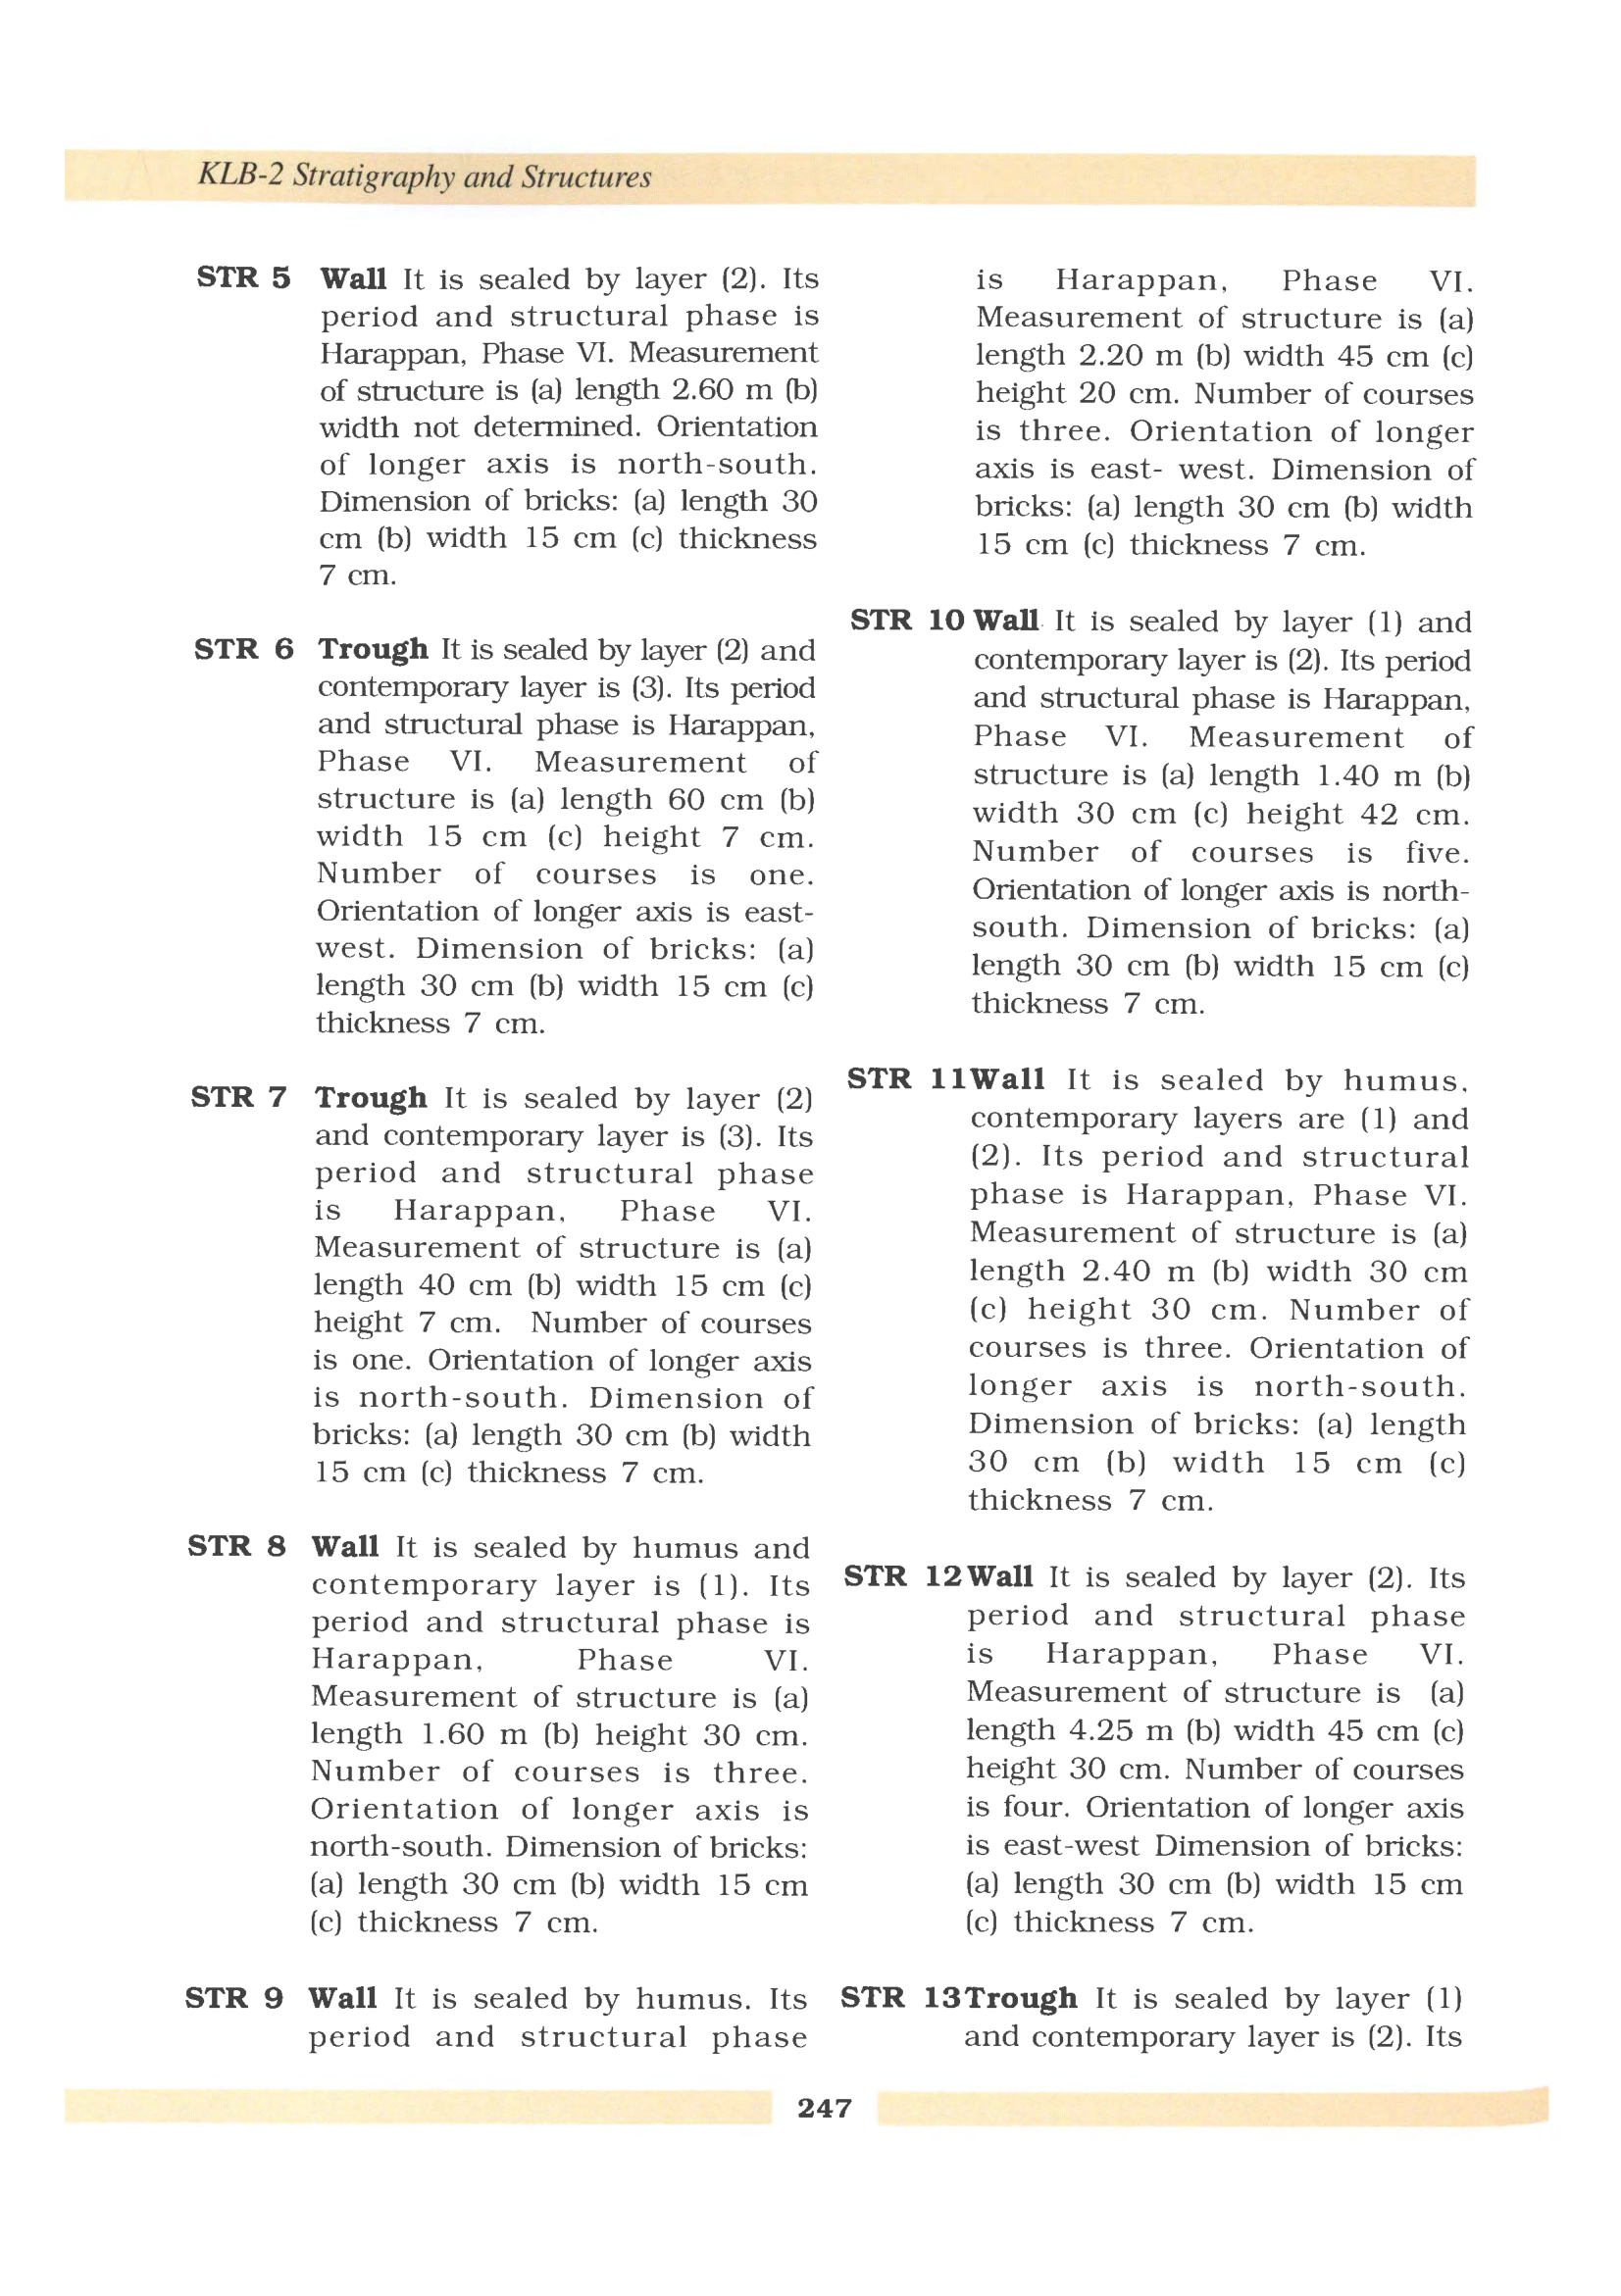 KLB-2 Stratigraphy and Structures
STR 5 Wall It is sealed by layer (2). Its
period and structural phase is
Harappan, Phase VI. Measurement
of structure is (a) length 2.60 m (b)
width not determined. Orientation
of longer axis is north-south.
Dimension of bricks: (a) length 30
cm (b) width 15 cm (c) thickness
7 cm.
STR 6 Trough It is sealed by layer (2) and
contemporary layer is (3). Its period
and structural phase is Harappan,
Phase VI. Measurement of
structure is (a) length 60 cm (b)
width 15 cm (c) height 7 cm.
Number of courses is one.
Orientation of longer axis is east-
west. Dimension of bricks: (a)
length 30 cm (b) width 15 cm (c)
thickness 7 cm.
STR 7 Trough It is sealed by layer (2)
and contemporary layer is (3). Its
period and structural phase
is Harappan, Phase VI.
Measurement of structure is (a)
length 40 cm (b) width 15 cm (c)
height 7 cm. Number of courses
is one. Orientation of longer axis
is north-south. Dimension of
bricks: (a) length 30 cm (b) width
15 cm (c) thickness 7 cm.
STR 8 Wall It is sealed by humus and
contemporary layer is (1). Its
period and structural phase is
Harappan, Phase VI.
Measurement of structure is (a)
length 1.60 m (b) height 30 cm.
Number of courses is three.
Orientation of longer axis is
north-south. Dimension of bricks:
(a) length 30 cm (b) width 15 cm
(c) thickness 7 cm.
STR 9 Wall It is sealed by humus. Its
period and structural phase
is Harappan, Phase VI.
Measurement of structure is (a)
length 2.20 m (b) width 45 cm (c)
height 20 cm. Number of courses
is three. Orientation of longer
axis is east- west. Dimension of
bricks: (a) length 30 cm (b) width
15 cm (c) thickness 7 cm.
STR 10 Wall It is sealed by layer (1) and
contemporary layer is (2). Its period
and structural phase is Harappan,
Phase VI. Measurement of
structure is (a) length 1.40 m (b)
width 30 cm (c) height 42 cm.
Number of courses is five.
Orientation of longer axis is north-
south. Dimension of bricks: (a)
length 30 cm (b) width 15 cm (c)
thickness 7 cm.
STR 11Wall It is sealed by humus,
contemporary layers are (1) and
(2). Its period and structural
phase is Harappan, Phase VI.
Measurement of structure is (a)
length 2.40 m (b) width 30 cm
(c) height 30 cm. Number of
courses is three. Orientation of
longer axis is north-south.
Dimension of bricks: (a) length
30 cm (b) width 15 cm (c)
thickness 7 cm.
STR 12Wall It is sealed by layer (2). Its
period and structural phase
is Harappan, Phase VI.
Measurement of structure is (a)
length 4.25 m (b) width 45 cm (c)
height 30 cm. Number of courses
is four. Orientation of longer axis
is east-west Dimension of bricks:
(a) length 30 cm (b) width 15 cm
(c) thickness 7 cm.
STR 13Trough It is sealed by layer (1)
and contemporary layer is (2). Its
247